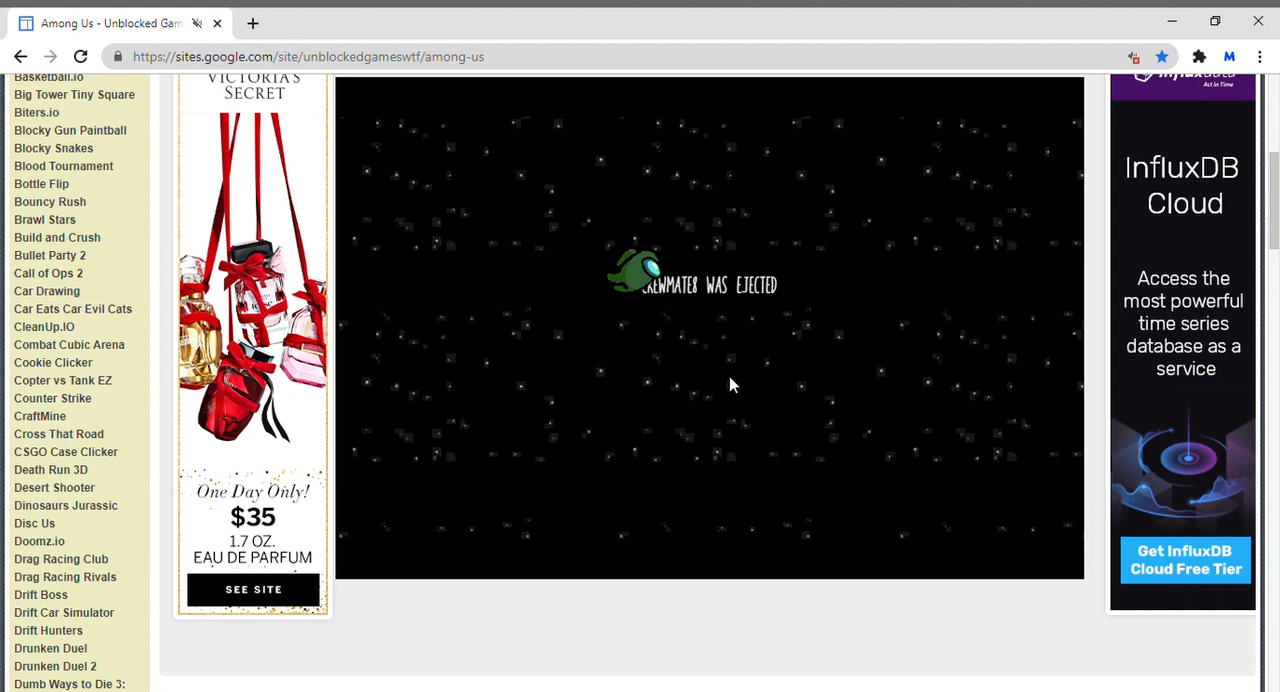 Among Us - Unblocked Gam
https://sites.google.com/site/unblockedgameswtf/among-us
M
Basketball.io
Big Tower Tiny Square
Biters.io
Blocky Gun Paintball
Blocky Snakes
Blood Tournament
Bottle Flip
Bouncy Rush
Brawl Stars
Build and Crush
Bullet Party 2
Call of Ops 2
Car Drawing
Car Eats Car Evil Cats
CleanUp.IO
Combat Cubic Arena
Cookie Clicker
Copter vs Tank EZ
Counter Strike
CraftMine
Cross That Road
CSGO Case Clicker
Death Run 3D
Desert Shooter
Dinosaurs Jurassic
Disc Us
Doomz.io
Drag Racing Club
Drag Racing Rivals
Drift Boss
Drift Car Simulator
Drift Hunters
Drunken Duel
Drunken Duel 2
Dumb Ways to Die 3:
VICTORIA'S
SECRET
One Day Only!
$35
1.7 OZ.
EAU DE PARFUM
SEE SITE
CREWMATE8 WAS EJECTED
Act in Time
InfluxDB
Cloud
Access the
most powerful
time series
database as a
service
Get InfluxDB
Cloud Free Tier